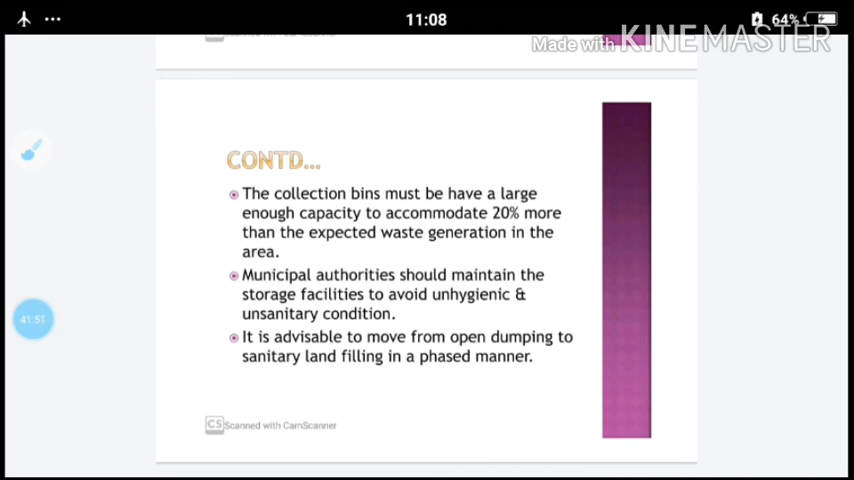 11:08
64%
Made with KINEMASTER
CONTD...
The collection bins must be have a large
enough capacity to accommodate 20% more
than the expected waste generation in the
area.
Municipal authorities should maintain the
storage facilities to avoid unhygienic &
unsanitary condition.
It is advisable to move from open dumping to
sanitary land filling in a phased manner.
41:51
CS Scanned with CamScanner